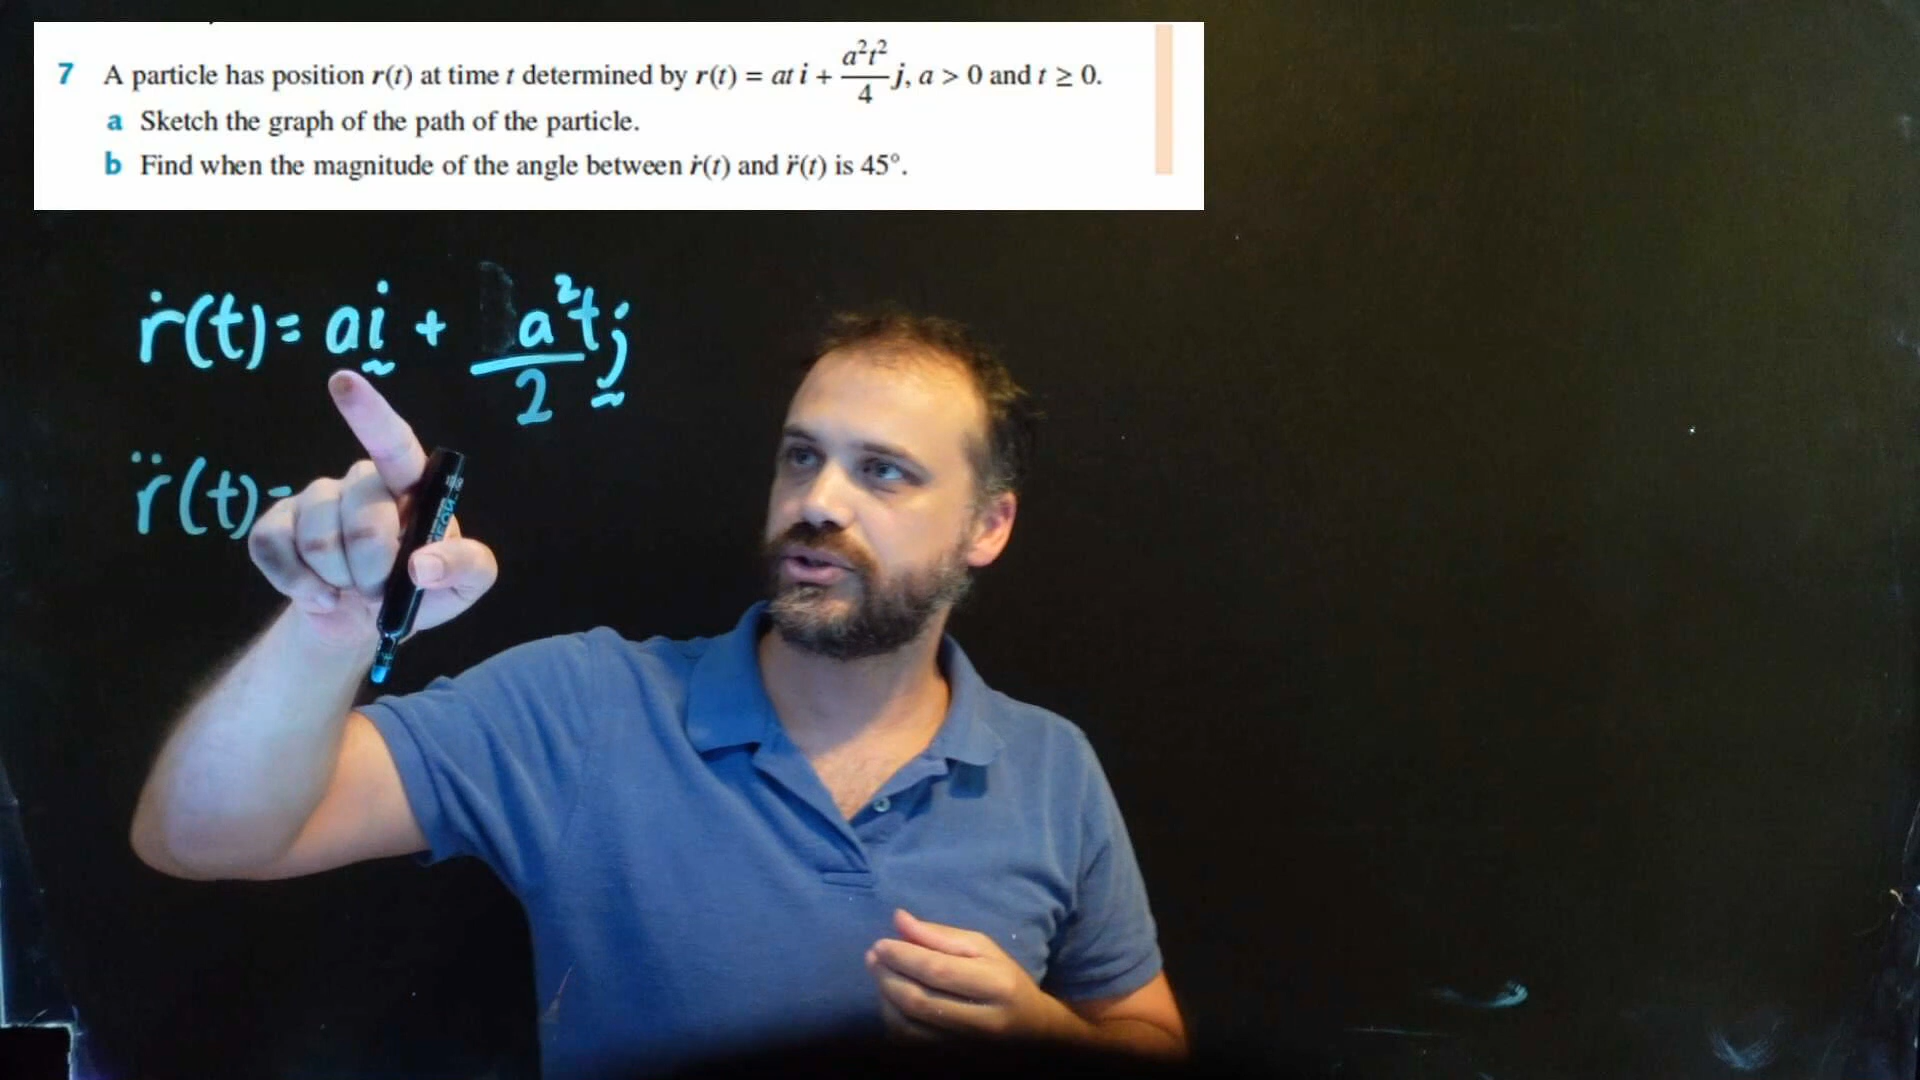 7 A particle has position r(t) at time t determined by r(t) = at i + a²t²/4 j, a > 0 and t ≥ 0.
a Sketch the graph of the path of the particle.
b Find when the magnitude of the angle between ṙ(t) and r̈(t) is 45°.
ṙ(t) = ai + a²t/2 j
r̈(t) =